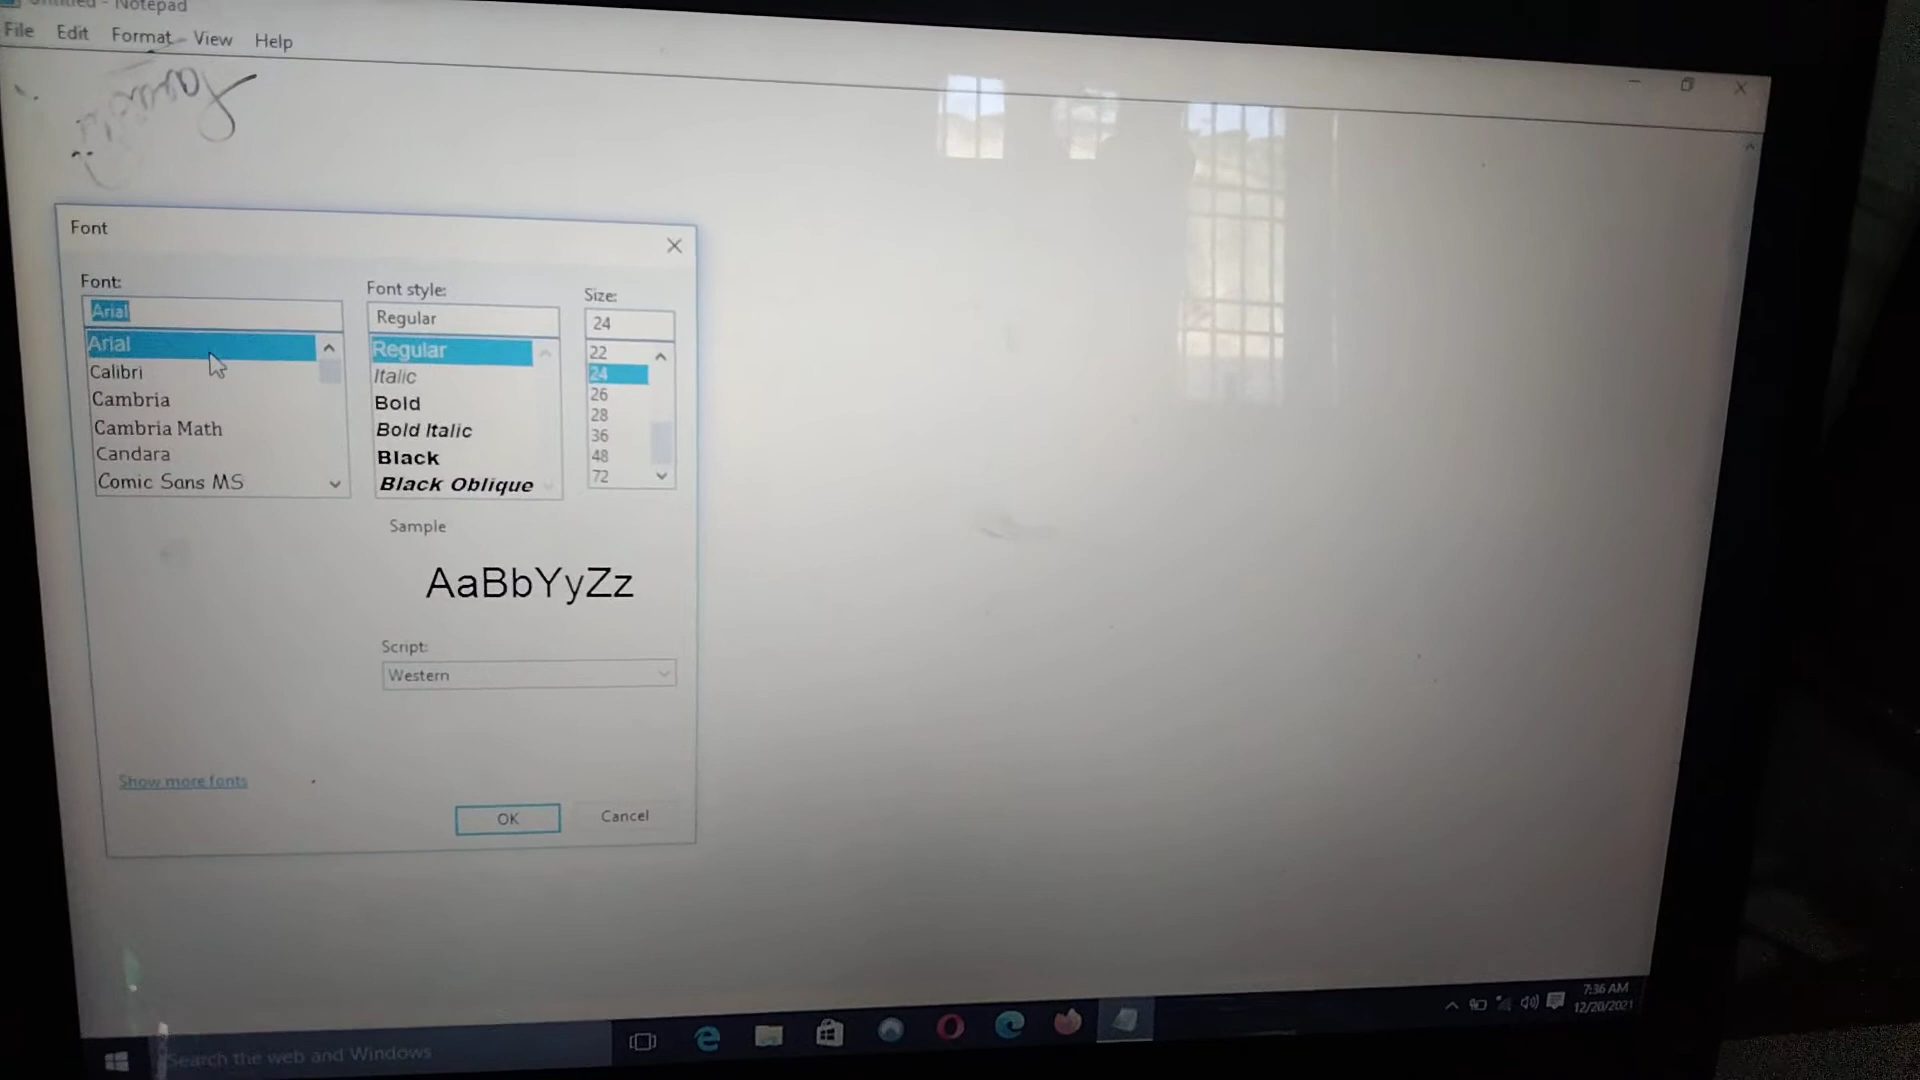 Untitled - Notepad
File Edit Format View Help
Font
Font: Font style: Size:
Arial Regular 24
Arial
Calibri
Cambria
Cambria Math
Candara
Comic Sans MS
Regular
Italic
Bold
Bold Italic
Black
Black Oblique
22
24
26
28
36
48
72
Sample
AaBbYyZz
Script:
Western
Show more fonts
OK Cancel
Search the web and Windows
7:36 AM
12/20/2021